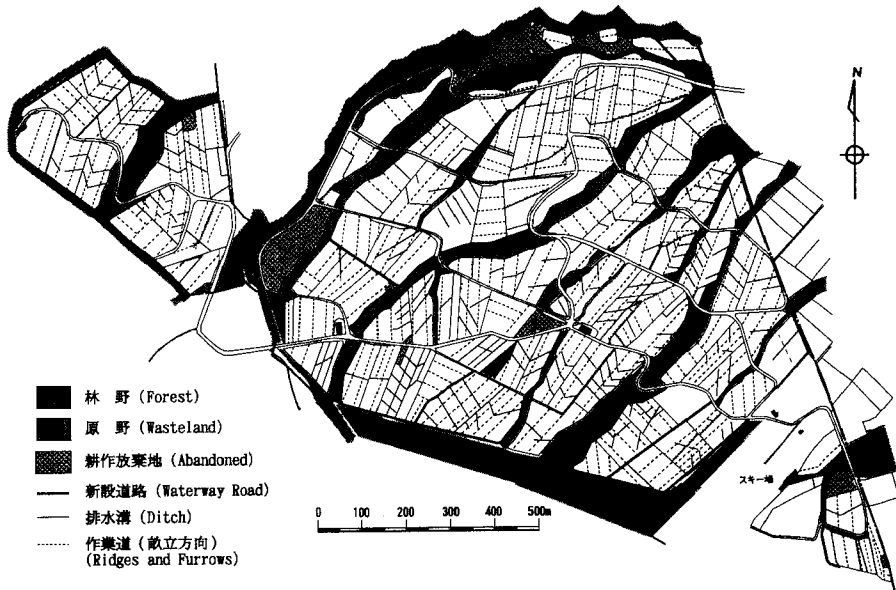 N
林 野 (Forest)
原 野 (Wasteland)
耕作放棄地 (Abandoned)
新設道路 (Waterway Road)
排水溝 (Ditch)
作業道 (畝立方向)
(Ridges and Furrows)
0 100 200 300 400 500m
スキー場